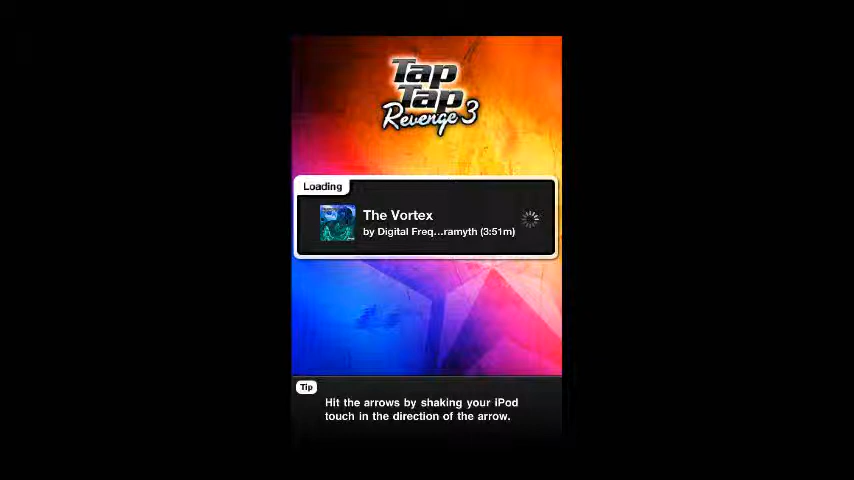 Tap
Tap
Revenge 3
Loading
The Vortex
by Digital Freq...ramyth (3:51m)
Tip
Hit the arrows by shaking your iPod
touch in the direction of the arrow.